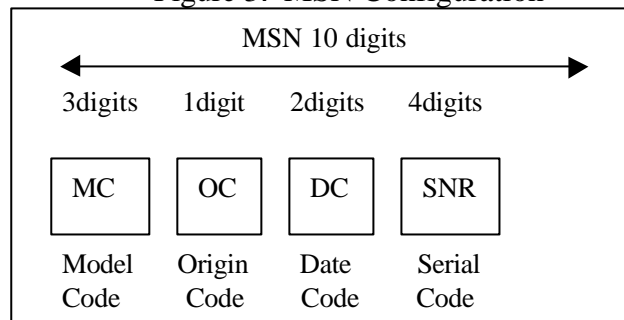 Figure 5. MSN Configuration
MSN 10 digits
3digits 1digit 2digits 4digits
MC OC DC SNR
Model Origin Date Serial
Code Code Code Code